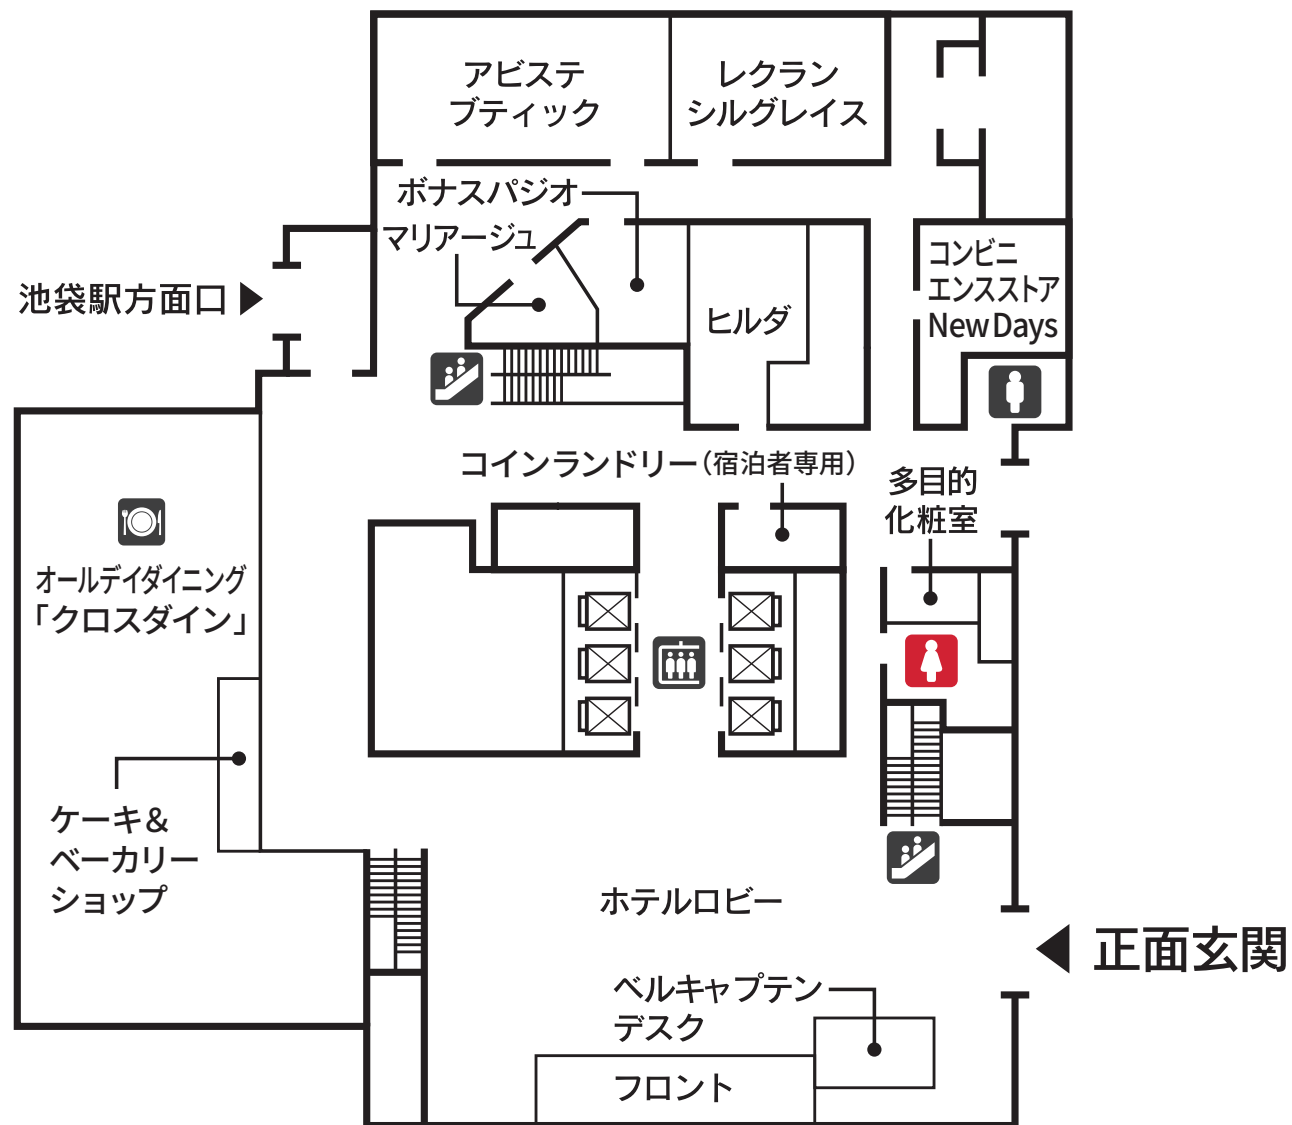 アビステ
ブティック
レクラン
シルグレイス
ボナスパジオ
マリアージュ
池袋駅方面口
コンビニ
エンスストア
New Days
ヒルダ
コインランドリー(宿泊者専用)
多目的
化粧室
オールデイダイニング
「クロスダイン」
ケーキ&
ベーカリー
ショップ
ホテルロビー
正面玄関
ベルキャプテン
デスク
フロント